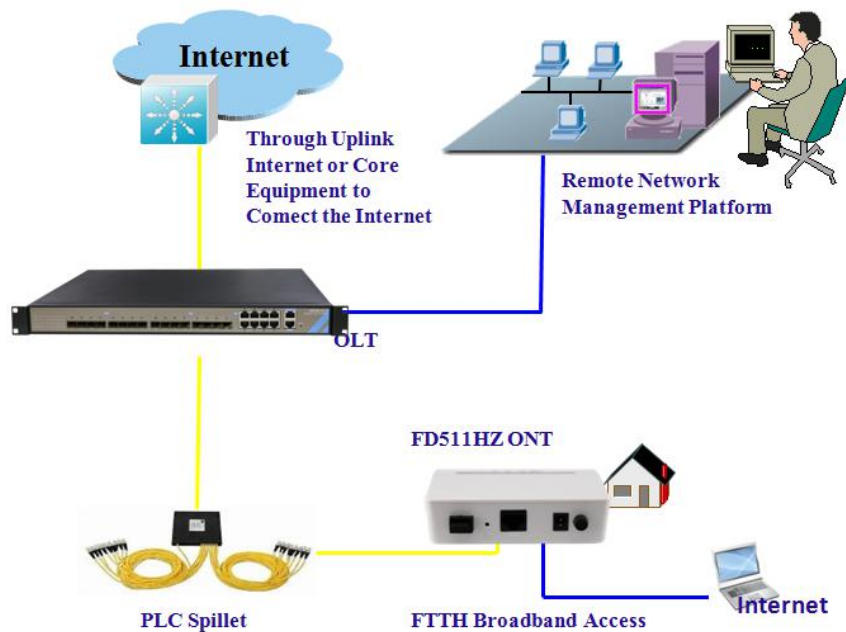 Internet
Through Uplink
Internet or Core
Equipment to
Comect the Internet
Remote Network
Management Platform
OLT
FD511HZ ONT
PLC Spillet
FTTH Broadband Access
Internet